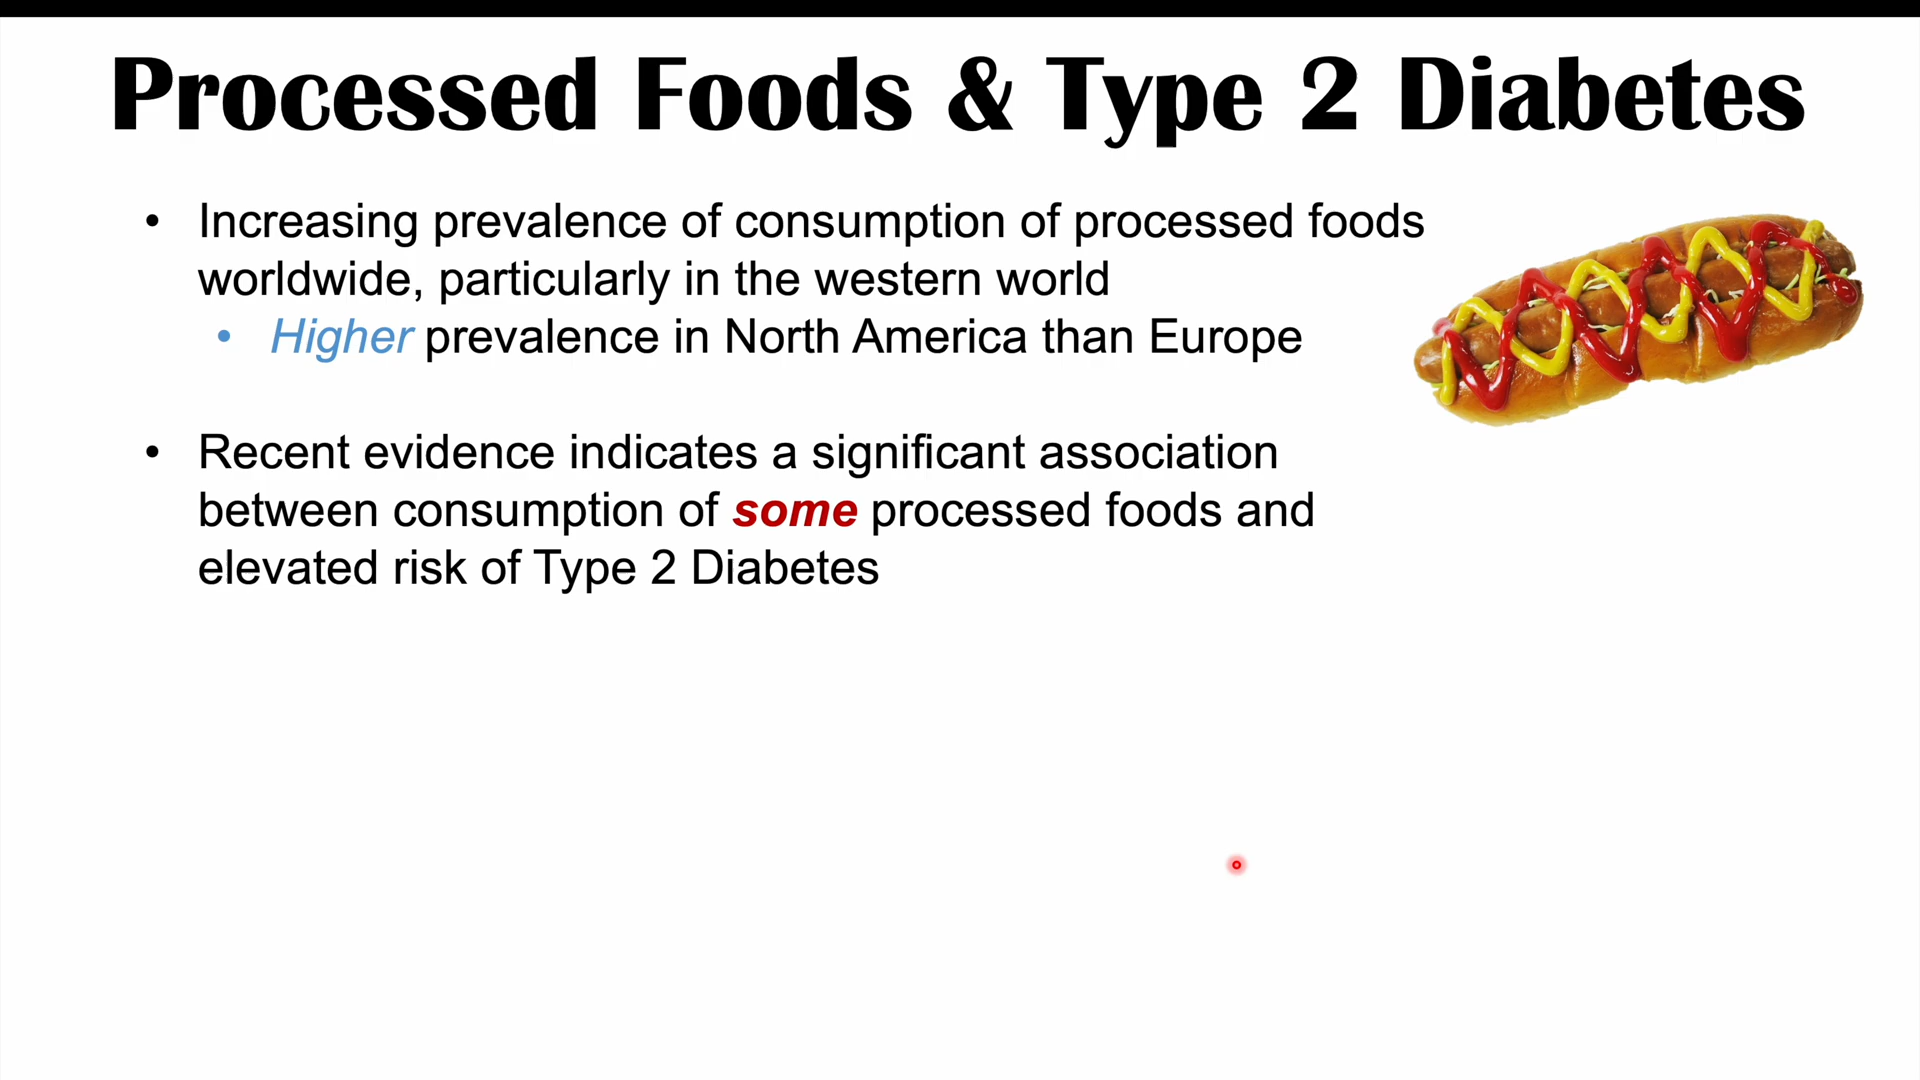 Processed Foods & Type 2 Diabetes
• Increasing prevalence of consumption of processed foods
worldwide, particularly in the western world
• Higher prevalence in North America than Europe
• Recent evidence indicates a significant association
between consumption of some processed foods and
elevated risk of Type 2 Diabetes